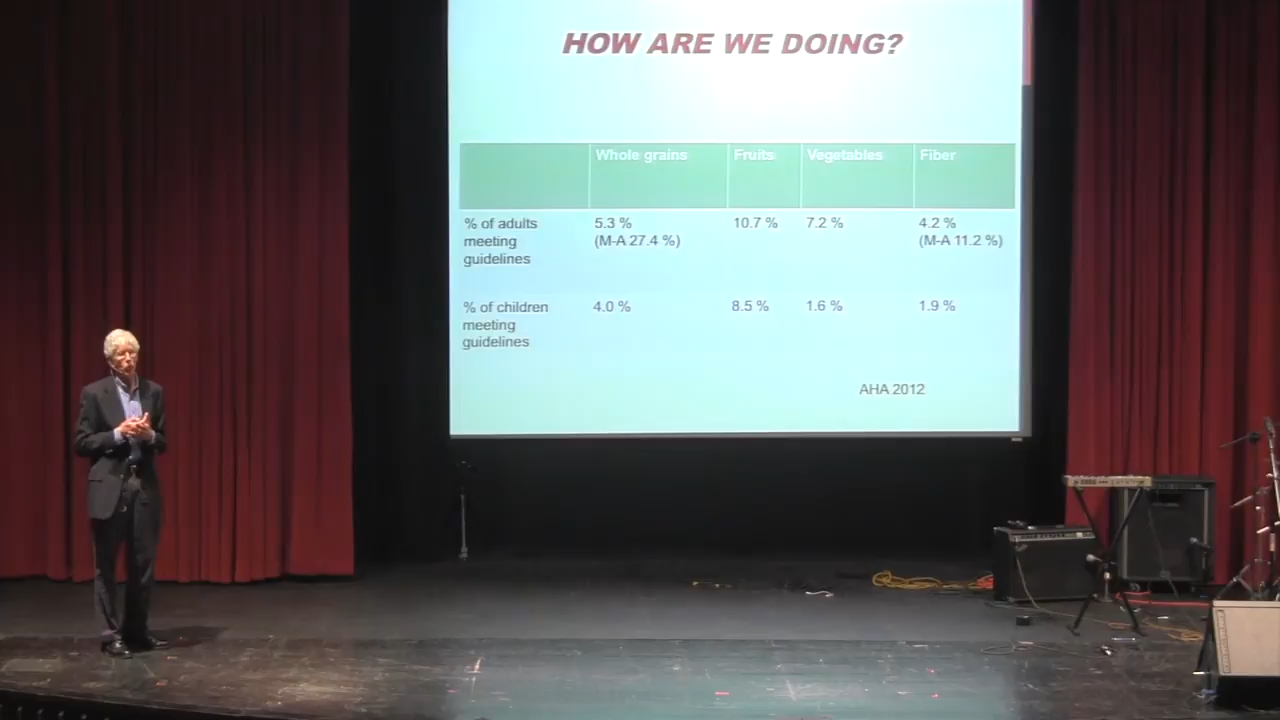 HOW ARE WE DOING?
Whole grains Fruits Vegetables Fiber
% of adults meeting guidelines 5.3 % (M-A 27.4 %) 10.7 % 7.2 % 4.2 % (M-A 11.2 %)
% of children meeting guidelines 4.0 % 8.5 % 1.6 % 1.9 %
AHA 2012